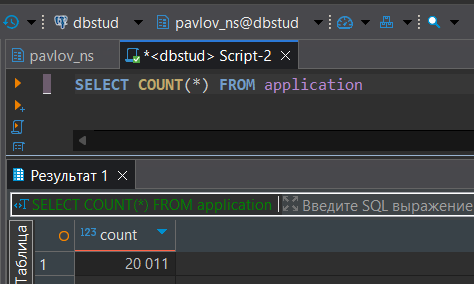 dbstud pavlov_ns@dbstud
pavlov_ns *<dbstud> Script-2
SELECT COUNT(*) FROM application
Результат 1
SELECT COUNT(*) FROM application Введите SQL выражение
Таблица
123 count
1 20 011